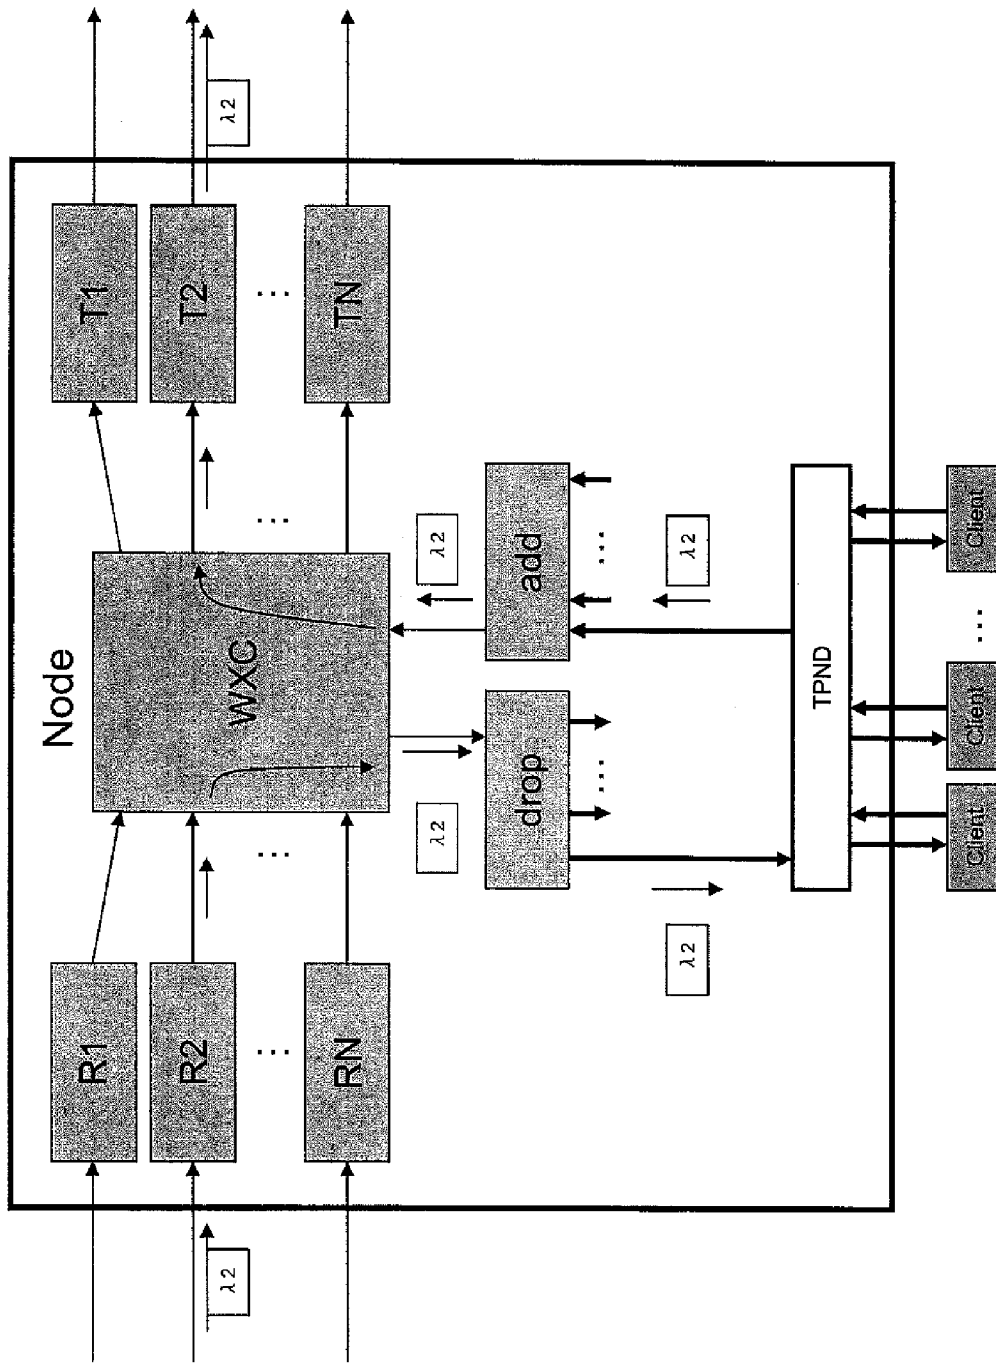 Node
R1
R2
...
RN
WXC
...
...
T1
T2
...
TN
λ2
λ2
λ2
λ2
λ2
λ2
drop
...
add
...
TPND
Client
Client
...
Client